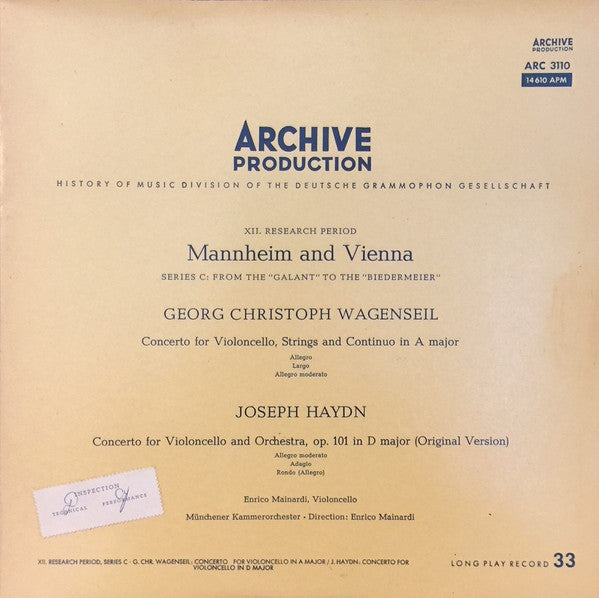 ARCHIVE
PRODUCTION
ARC 3110
14 610 APM
ARCHIVE
PRODUCTION
HISTORY OF MUSIC DIVISION OF THE DEUTSCHE GRAMMOPHON GESELLSCHAFT
XII. RESEARCH PERIOD
Mannheim and Vienna
SERIES C: FROM THE "GALANT" TO THE "BIEDERMEIER"
GEORG CHRISTOPH WAGENSEIL
Concerto for Violoncello, Strings and Continuo in A major
Allegro
Largo
Allegro moderato
JOSEPH HAYDN
Concerto for Violoncello and Orchestra, op. 101 in D major (Original Version)
Allegro moderato
Adagio
Rondo (Allegro)
INSPECTION
TECHNICAL PERFORMANCE
Enrico Mainardi, Violoncello
Münchener Kammerorchester · Direction: Enrico Mainardi
XII. RESEARCH PERIOD, SERIES C · G. CHR. WAGENSEIL: CONCERTO FOR VIOLONCELLO IN A MAJOR / J. HAYDN: CONCERTO FOR
VIOLONCELLO IN D MAJOR
LONG PLAY RECORD 33